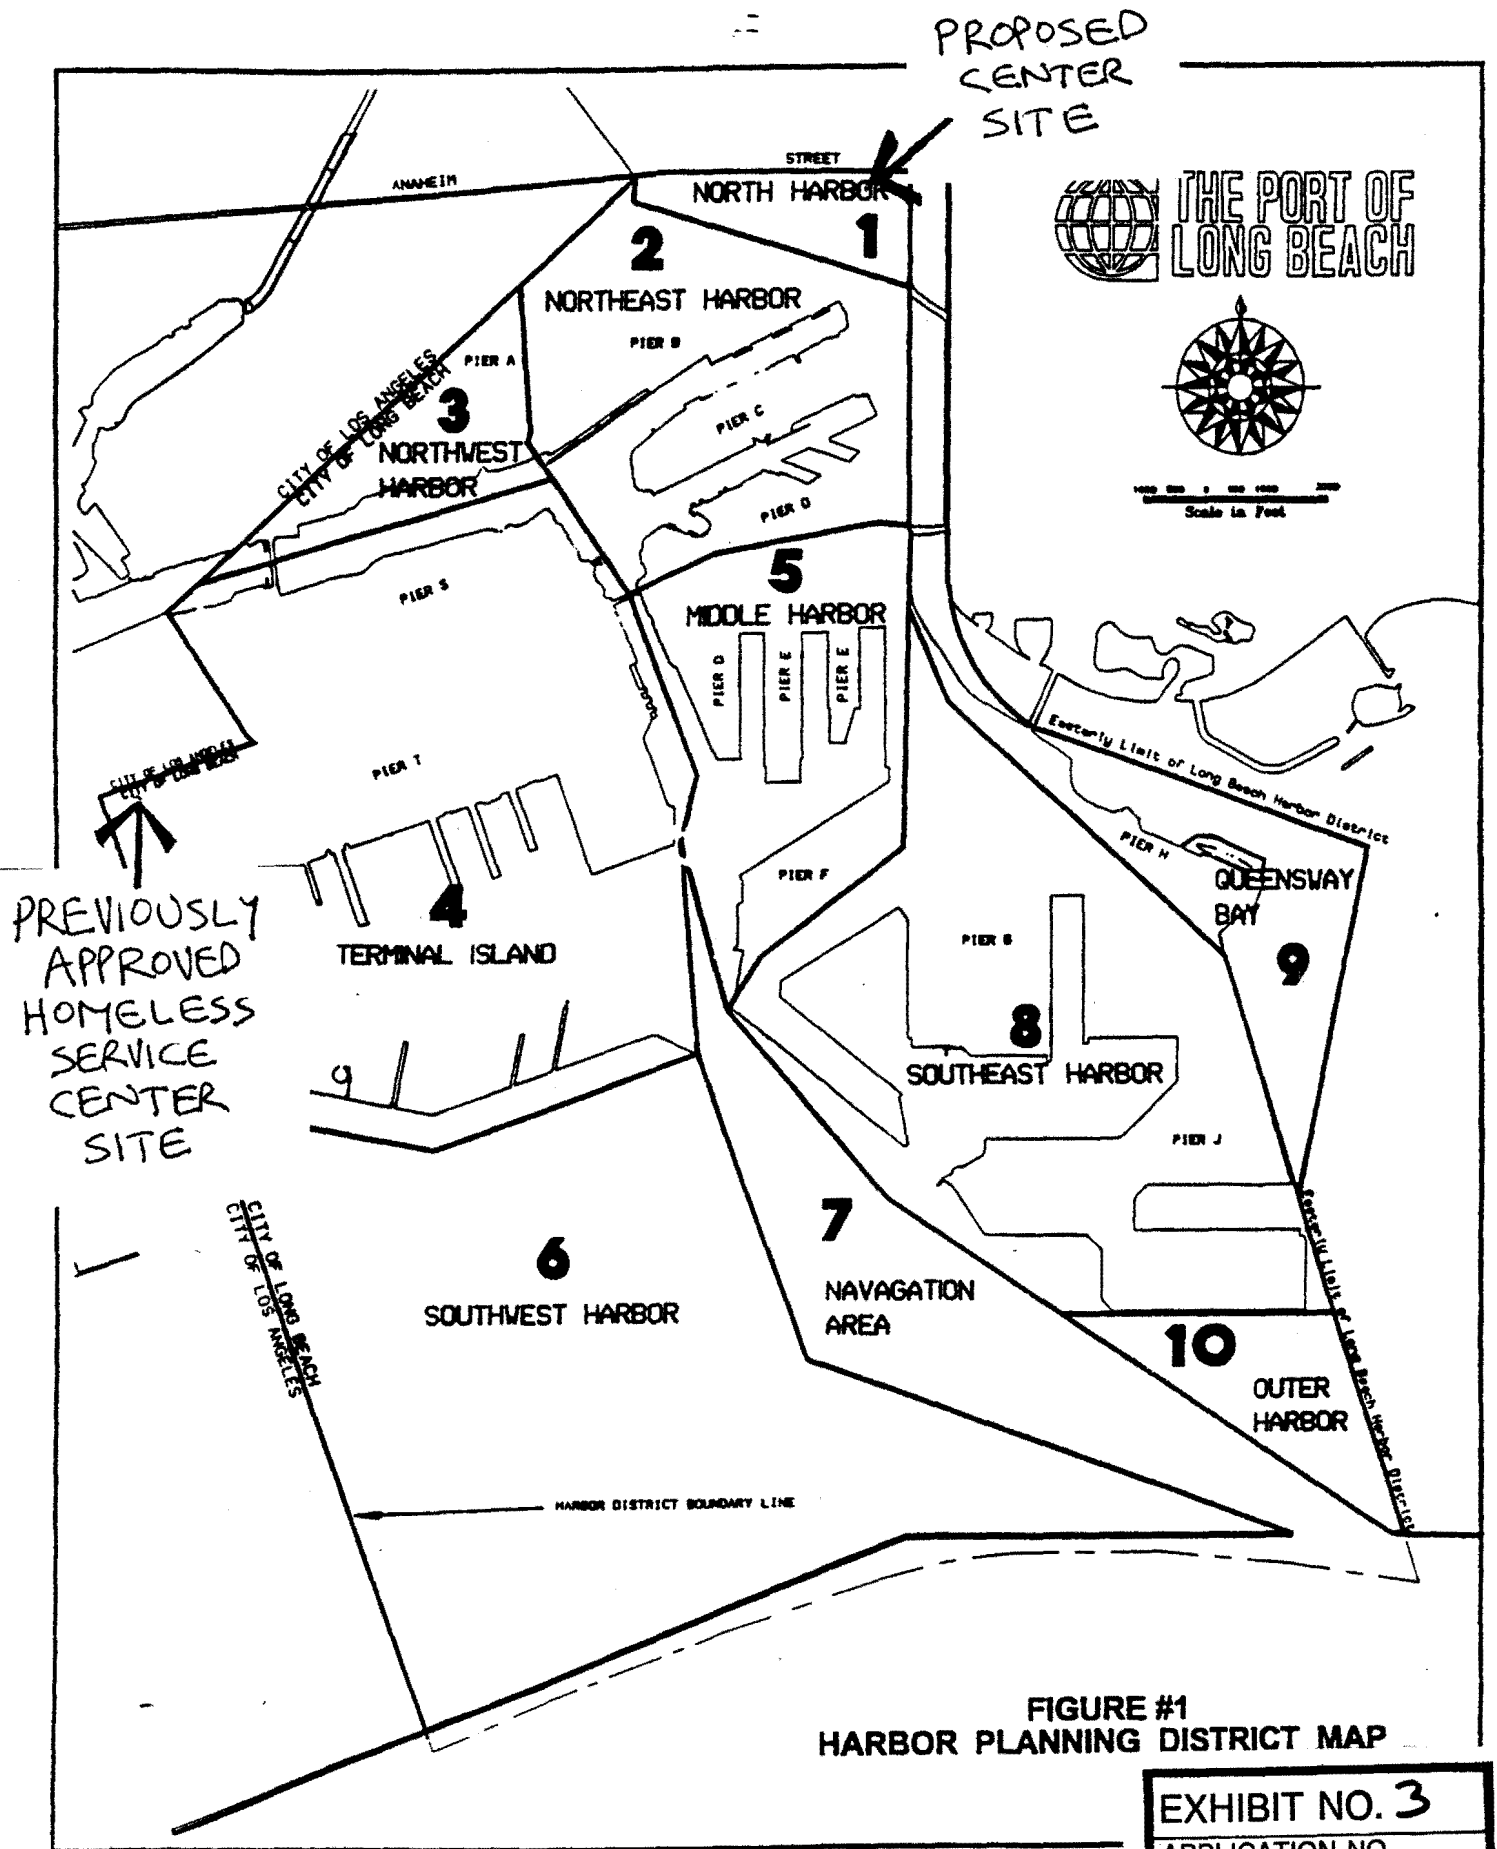 PROPOSED
CENTER
SITE
STREET
ANAHEIM
NORTH HARBOR
1
THE PORT OF
LONG BEACH
2
NORTHEAST HARBOR
PIER B
PIER A
CITY OF LOS ANGELES
CITY OF LONG BEACH
3
NORTHWEST
HARBOR
PIER C
PIER D
Scale in Feet
5
MIDDLE HARBOR
PIER S
PIER D
PIER E
PIER E
Easterly Limit of Long Beach Harbor District
CITY OF LOS ANGELES
CITY OF LONG BEACH
PIER T
PIER H
PIER F
QUEENSWAY
BAY
9
PREVIOUSLY
APPROVED
HOMELESS
SERVICE
CENTER
SITE
4
TERMINAL ISLAND
PIER G
8
SOUTHEAST HARBOR
PIER J
CITY OF LONG BEACH
CITY OF LOS ANGELES
6
SOUTHWEST HARBOR
7
NAVAGATION
AREA
Easterly Limit of Long Beach Harbor District
10
OUTER
HARBOR
HARBOR DISTRICT BOUNDARY LINE
FIGURE #1
HARBOR PLANNING DISTRICT MAP
EXHIBIT NO. 3
APPLICATION NO.